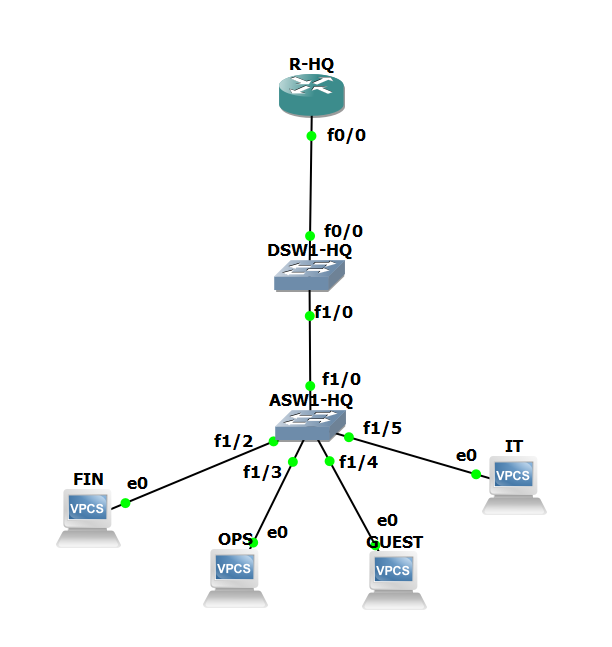 R-HQ
f0/0
f0/0
DSW1-HQ
f1/0
f1/0
ASW1-HQ
f1/2
f1/5
f1/3
f1/4
FIN
e0
VPCS
OPS
e0
VPCS
e0
GUEST
VPCS
e0
IT
VPCS